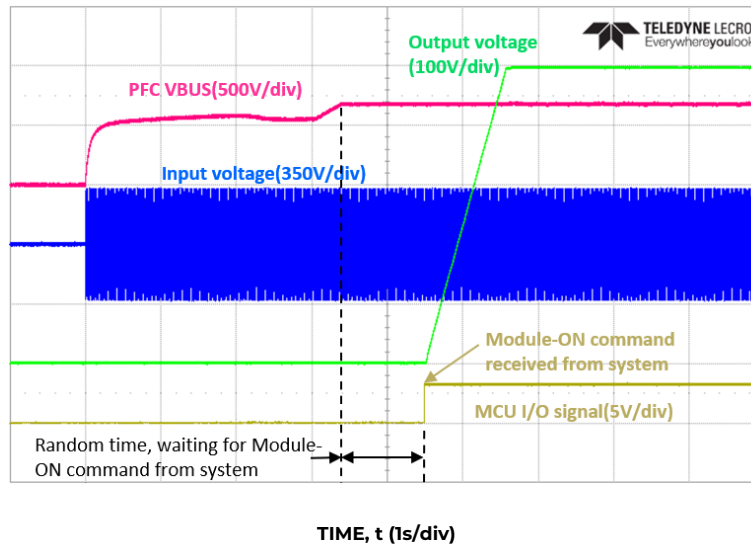 TELEDYNE LECRO
Everywhereyoulook
Output voltage
(100V/div)
PFC VBUS(500V/div)
Input voltage(350V/div)
Module-ON command
received from system
MCU I/O signal(5V/div)
Random time, waiting for Module-
ON command from system
TIME, t (1s/div)